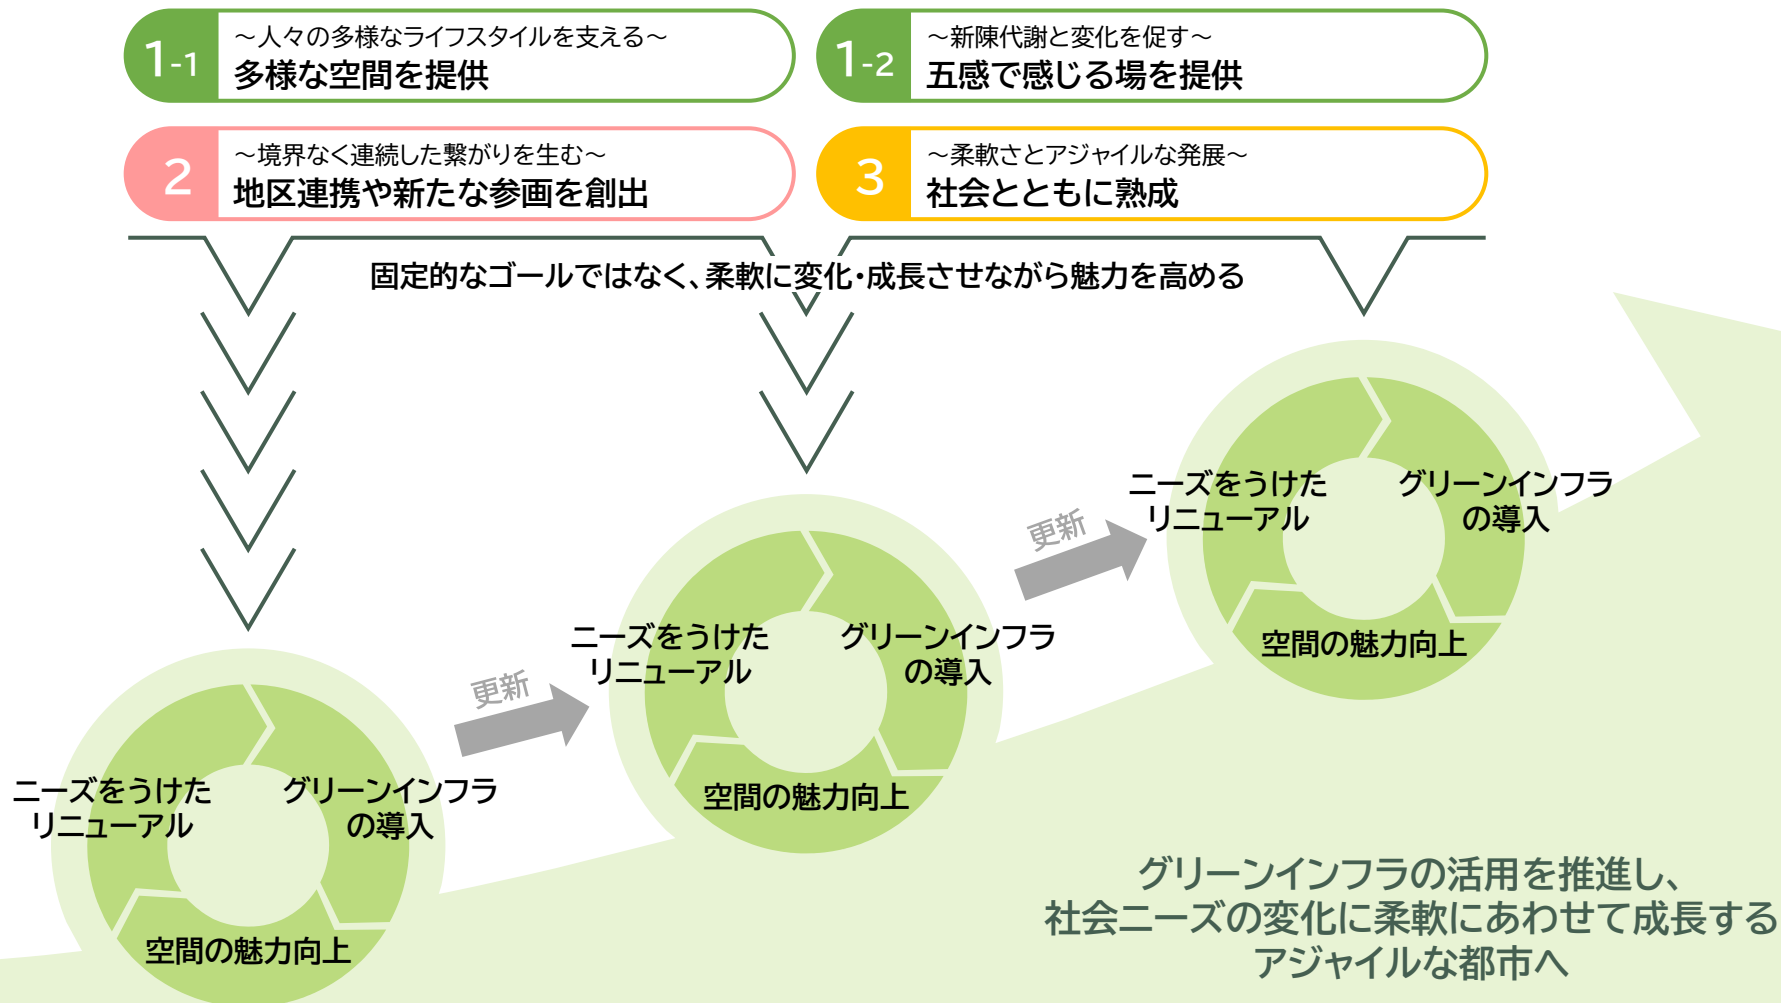 1-1
～人々の多様なライフスタイルを支える～
多様な空間を提供
1-2
～新陳代謝と変化を促す～
五感で感じる場を提供
2
～境界なく連続した繋がりを生む～
地区連携や新たな参画を創出
3
～柔軟さとアジャイルな発展～
社会とともに熟成
固定的なゴールではなく、柔軟に変化・成長させながら魅力を高める
ニーズをうけた
リニューアル
グリーンインフラ
の導入
空間の魅力向上
更新
ニーズをうけた
リニューアル
グリーンインフラ
の導入
空間の魅力向上
更新
ニーズをうけた
リニューアル
グリーンインフラ
の導入
空間の魅力向上
グリーンインフラの活用を推進し、
社会ニーズの変化に柔軟にあわせて成長する
アジャイルな都市へ